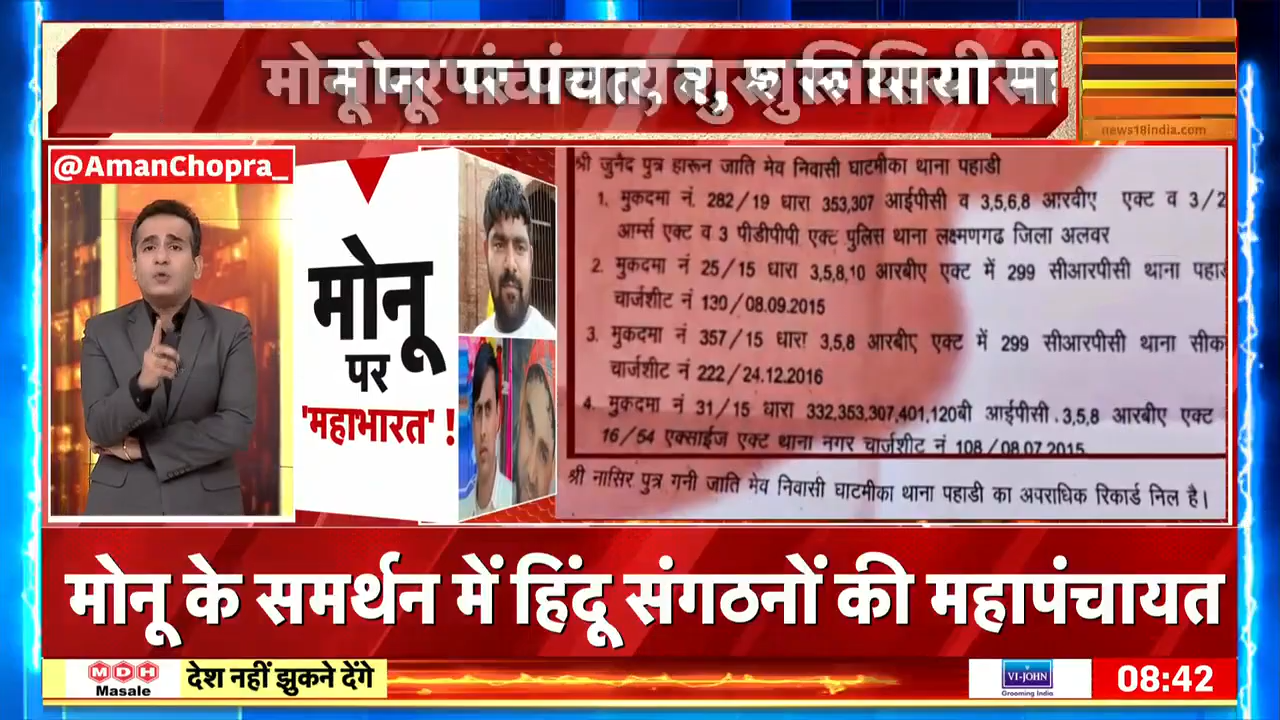 news18india.com
@AmanChopra_
मोनू
पर
'महाभारत' !
श्री जुनैद पुत्र हारून जाति मेव निवासी घाटमीका थाना पहाडी
1. मुकदमा नं. 282/19 धारा 353,307 आईपीसी व 3,5,6,8 आरवीए एक्ट व 3/2
आर्म्स एक्ट व 3 पीडीपीपी एक्ट पुलिस थाना लक्ष्मणगढ जिला अलवर
2. मुकदमा नं 25/15 धारा 3,5,8,10 आरबीए एक्ट में 299 सीआरपीसी थाना पहाड
चार्जशीट नं 130/08.09.2015
3. मुकदमा नं 357/15 धारा 3,5,8 आरबीए एक्ट में 299 सीआरपीसी थाना सीक
चार्जशीट नं 222/24.12.2016
4. मुकदमा नं 31/15 धारा 332,353,307,401,120बी आईपीसी .3,5,8 आरबीए एक्ट
16/54 एक्साईज एक्ट थाना नगर चार्जशीट नं 108/08.07.2015
श्री नासिर पुत्र गनी जाति मेव निवासी घाटमीका थाना पहाडी का अपराधिक रिकार्ड निल है।
मोनू के समर्थन में हिंदू संगठनों की महापंचायत
MDH
Masale
देश नहीं झुकने देंगे
VI-JOHN
Grooming India
08:42